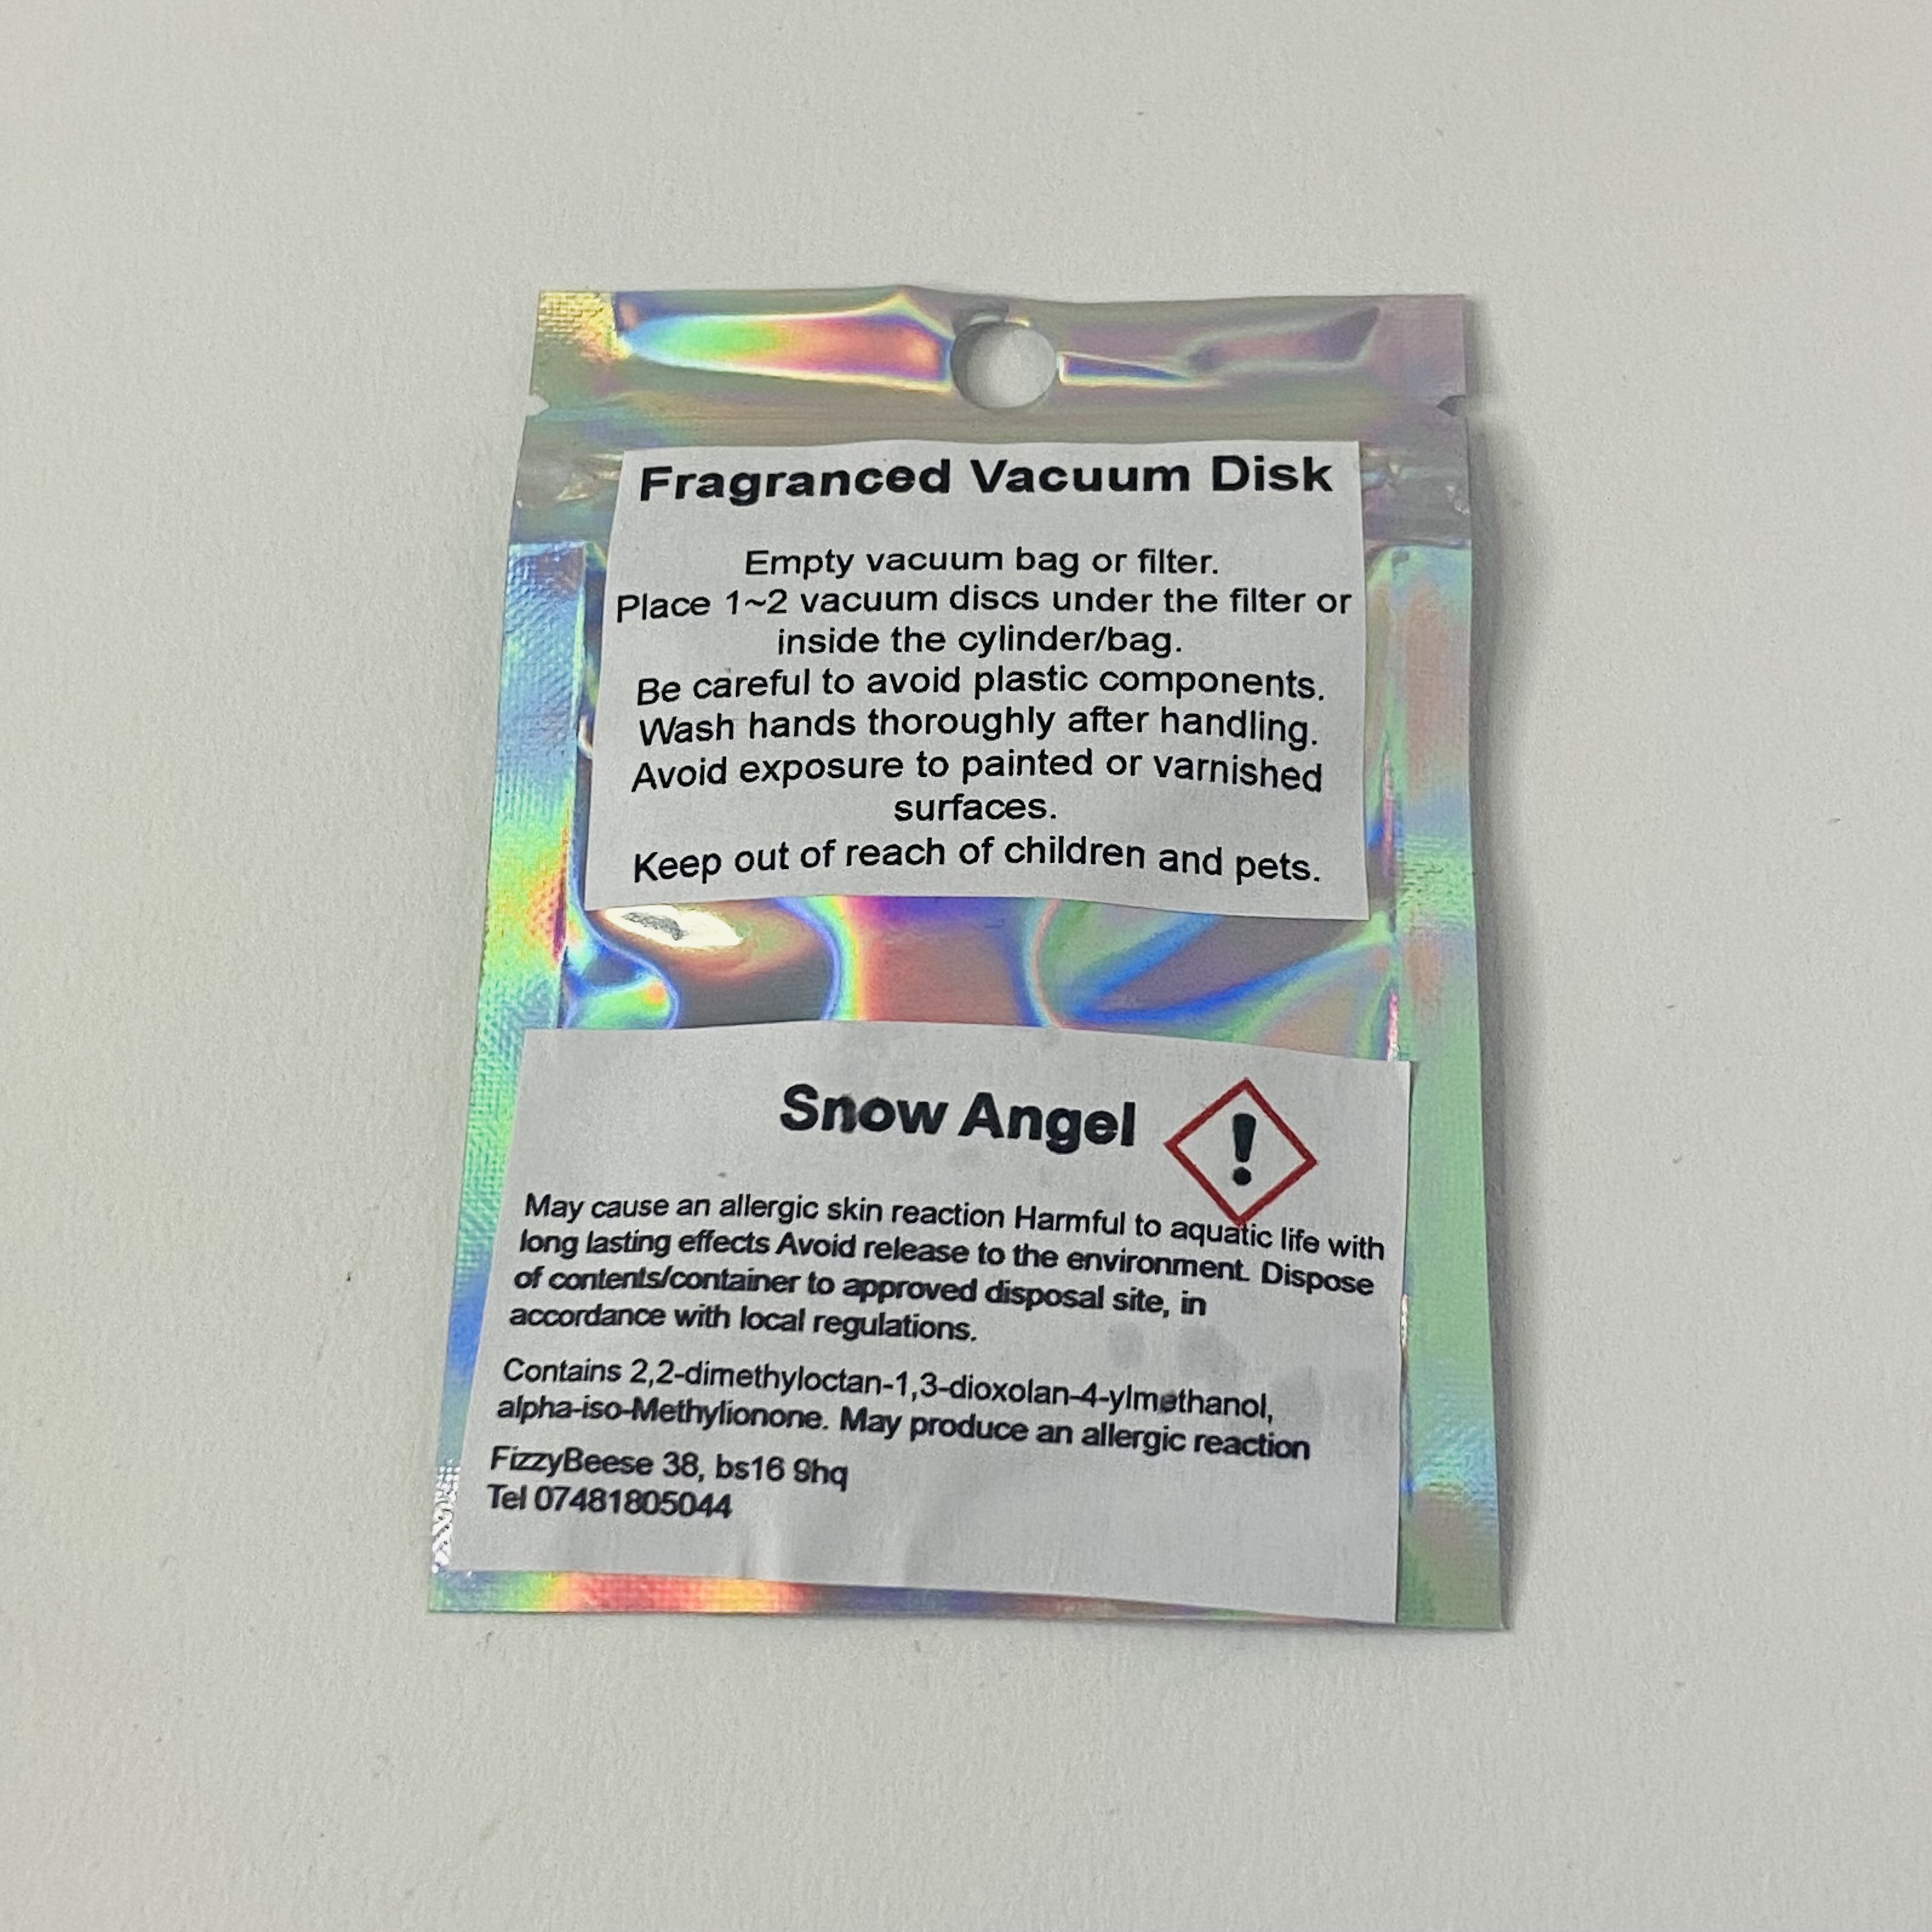 Fragranced Vacuum Disk
Empty vacuum bag or filter.
Place 1~2 vacuum discs under the filter or
inside the cylinder/bag.
Be careful to avoid plastic components.
Wash hands thoroughly after handling.
Avoid exposure to painted or varnished
surfaces.
Keep out of reach of children and pets.
Snow Angel
!
May cause an allergic skin reaction Harmful to aquatic life with
long lasting effects Avoid release to the environment. Dispose
of contents/container to approved disposal site, in
accordance with local regulations.
Contains 2,2-dimethyloctan-1,3-dioxolan-4-ylmethanol,
alpha-iso-Methylionone. May produce an allergic reaction
FizzyBeese 38, bs16 9hq
Tel 07481805044